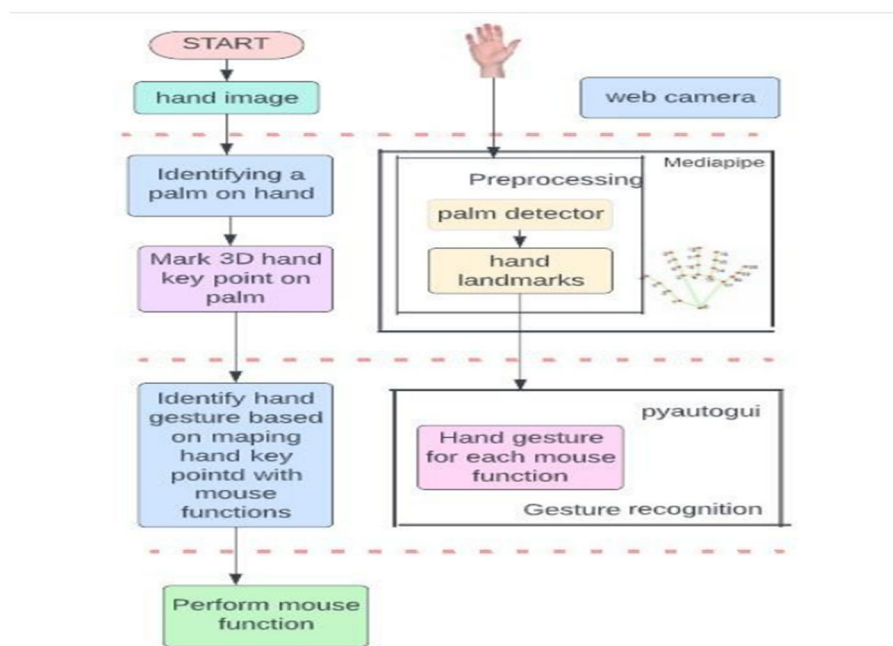 START
hand image
web camera
Identifying a
palm on hand
Mediapipe
Preprocessing
palm detector
Mark 3D hand
key point on
palm
hand
landmarks
Identify hand
gesture based
on maping
hand key
pointd with
mouse
functions
pyautogui
Hand gesture
for each mouse
function
Gesture recognition
Perform mouse
function